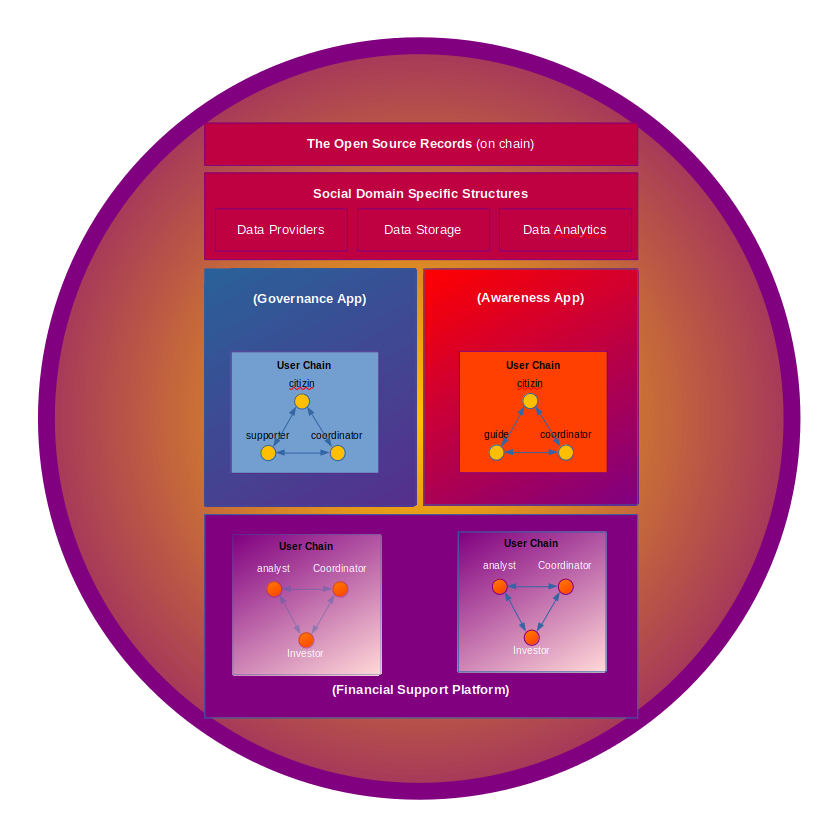 The Open Source Records (on chain)
Social Domain Specific Structures
Data Providers
Data Storage
Data Analytics
(Governance App)
User Chain
citizin
supporter
coordinator
(Awareness App)
User Chain
citizin
guide
coordinator
User Chain
analyst
Coordinator
Investor
User Chain
analyst
Coordinator
Investor
(Financial Support Platform)